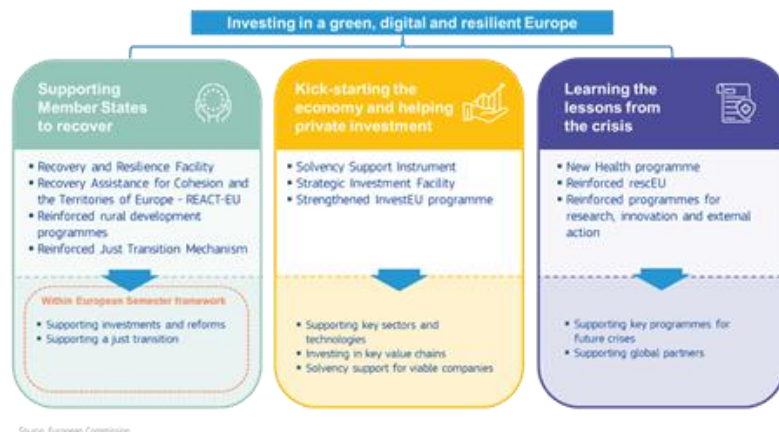 Investing in a green, digital and resilient Europe
Supporting
Member States
to recover
• Recovery and Resilience Facility
• Recovery Assistance for Cohesion and
the Territories of Europe - REACT-EU
• Reinforced rural development
programmes
• Reinforced Just Transition Mechanism
Within European Semester framework
• Supporting investments and reforms
• Supporting a just transition
Kick-starting the
economy and helping
private investment
• Solvency Support Instrument
• Strategic Investment Facility
• Strengthened InvestEU programme
• Supporting key sectors and
technologies
• Investing in key value chains
• Solvency support for viable companies
Learning the
lessons from
the crisis
• New Health programme
• Reinforced rescEU
• Reinforced programmes for
research, innovation and external
action
• Supporting key programmes for
future crises
• Supporting global partners
Source: European Commission